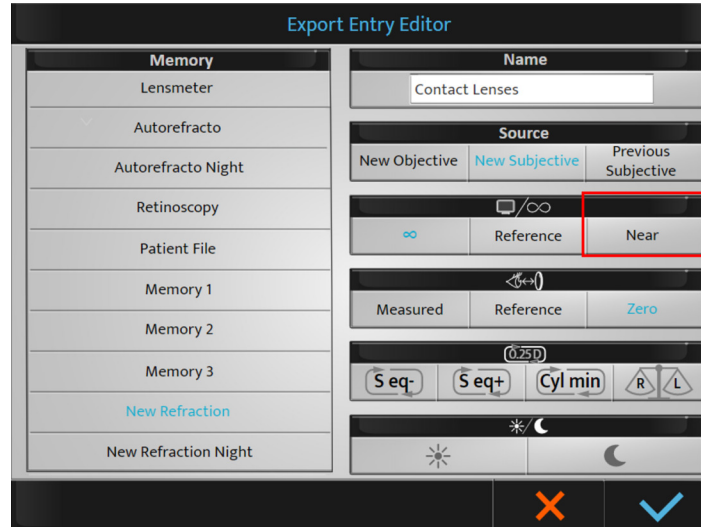 Export Entry Editor
Memory
Lensmeter
Autorefracto
Autorefracto Night
Retinoscopy
Patient File
Memory 1
Memory 2
Memory 3
New Refraction
New Refraction Night
Name
Contact Lenses
Source
New Objective New Subjective Previous Subjective
/∞
∞ Reference Near
Measured Reference Zero
0.25 D
S eq- S eq+ Cyl min R L